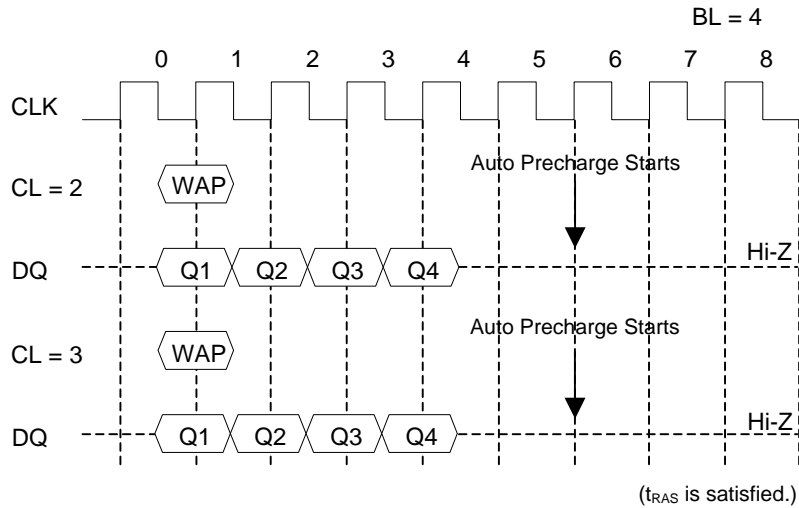 BL = 4
0 1 2 3 4 5 6 7 8
CLK
Auto Precharge Starts
CL = 2 WAP
Hi-Z
DQ Q1 Q2 Q3 Q4
Auto Precharge Starts
CL = 3 WAP
Hi-Z
DQ Q1 Q2 Q3 Q4
(tRAS is satisfied.)